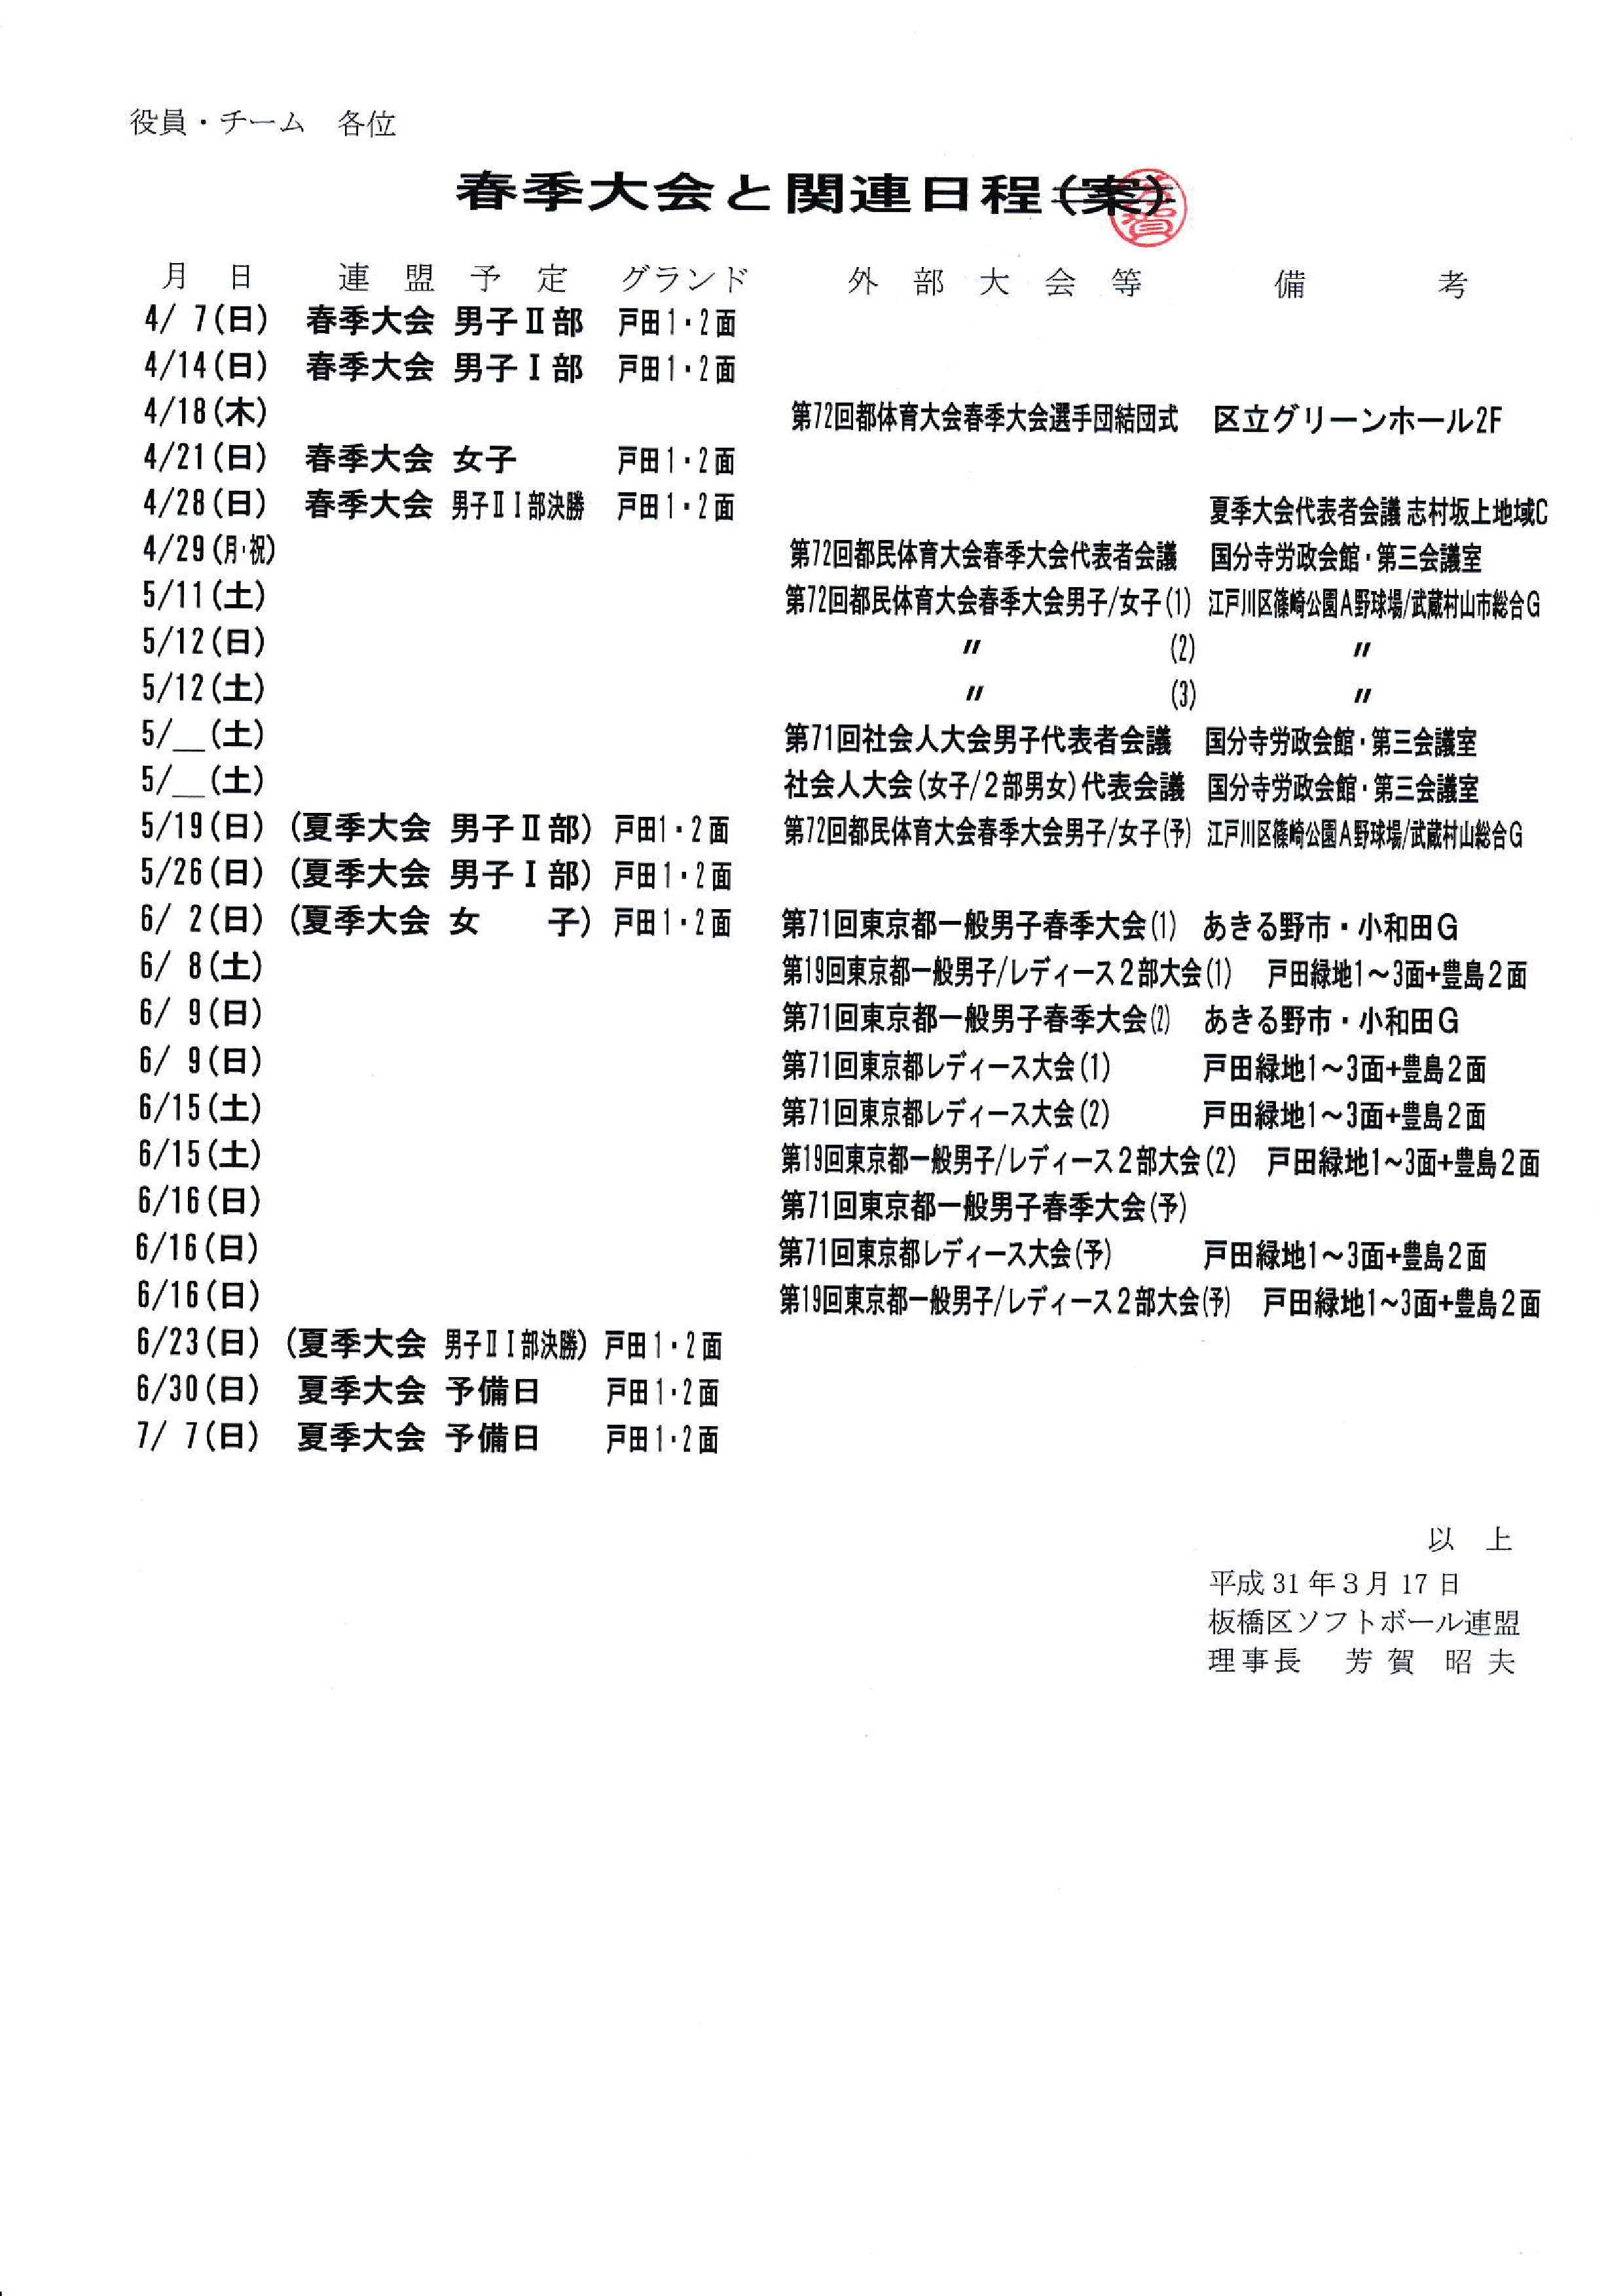 役員・チーム 各位
春季大会と関連日程(案)
月 日 連 盟 予 定 グランド 外 部 大 会 等 備 考
4/ 7(日) 春季大会 男子Ⅱ部 戸田1・2面
4/14(日) 春季大会 男子Ⅰ部 戸田1・2面
4/18(木) 第72回都体育大会春季大会選手団結団式 区立グリーンホール2F
4/21(日) 春季大会 女子 戸田1・2面
4/28(日) 春季大会 男子ⅡⅠ部決勝 戸田1・2面 夏季大会代表者会議 志村坂上地域C
4/29(月・祝) 第72回都民体育大会春季大会代表者会議 国分寺労政会館・第三会議室
5/11(土) 第72回都民体育大会春季大会男子/女子(1) 江戸川区篠崎公園A野球場/武蔵村山市総合G
5/12(日) 〃 (2) 〃
5/12(土) 〃 (3) 〃
5/__(土) 第71回社会人大会男子代表者会議 国分寺労政会館・第三会議室
5/__(土) 社会人大会(女子/2部男女)代表会議 国分寺労政会館・第三会議室
5/19(日) (夏季大会 男子Ⅱ部) 戸田1・2面 第72回都民体育大会春季大会男子/女子(予) 江戸川区篠崎公園A野球場/武蔵村山総合G
5/26(日) (夏季大会 男子Ⅰ部) 戸田1・2面
6/ 2(日) (夏季大会 女 子) 戸田1・2面 第71回東京都一般男子春季大会(1) あきる野市・小和田G
6/ 8(土) 第19回東京都一般男子/レディース2部大会(1) 戸田緑地1～3面+豊島2面
6/ 9(日) 第71回東京都一般男子春季大会(2) あきる野市・小和田G
6/ 9(日) 第71回東京都レディース大会(1) 戸田緑地1～3面+豊島2面
6/15(土) 第71回東京都レディース大会(2) 戸田緑地1～3面+豊島2面
6/15(土) 第19回東京都一般男子/レディース2部大会(2) 戸田緑地1～3面+豊島2面
6/16(日) 第71回東京都一般男子春季大会(予)
6/16(日) 第71回東京都レディース大会(予) 戸田緑地1～3面+豊島2面
6/16(日) 第19回東京都一般男子/レディース2部大会(予) 戸田緑地1～3面+豊島2面
6/23(日) (夏季大会 男子ⅡⅠ部決勝) 戸田1・2面
6/30(日) 夏季大会 予備日 戸田1・2面
7/ 7(日) 夏季大会 予備日 戸田1・2面
以 上
平成 31 年 3 月 17 日
板橋区ソフトボール連盟
理事長 芳 賀 昭 夫